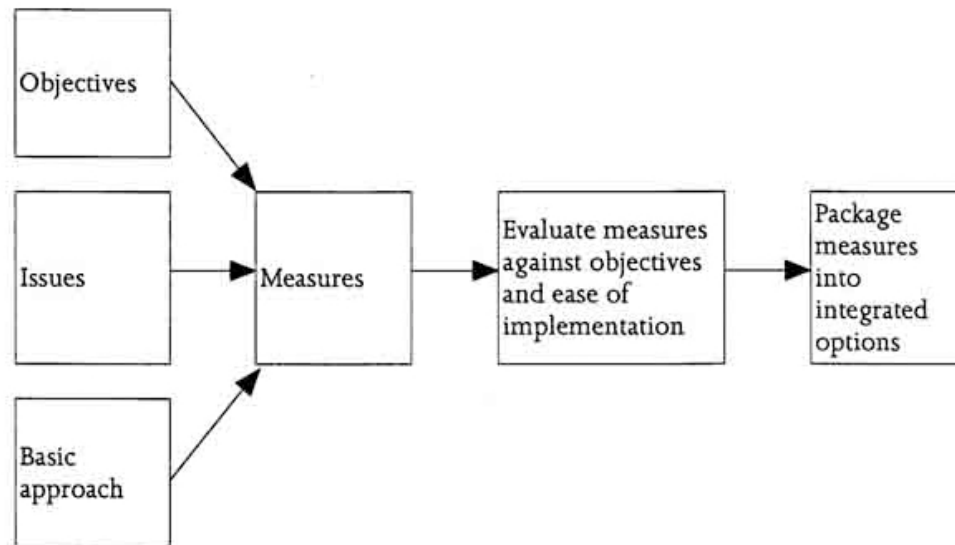 Objectives
Issues
Basic
approach
Measures
Evaluate measures
against objectives
and ease of
implementation
Package
measures
into
integrated
options